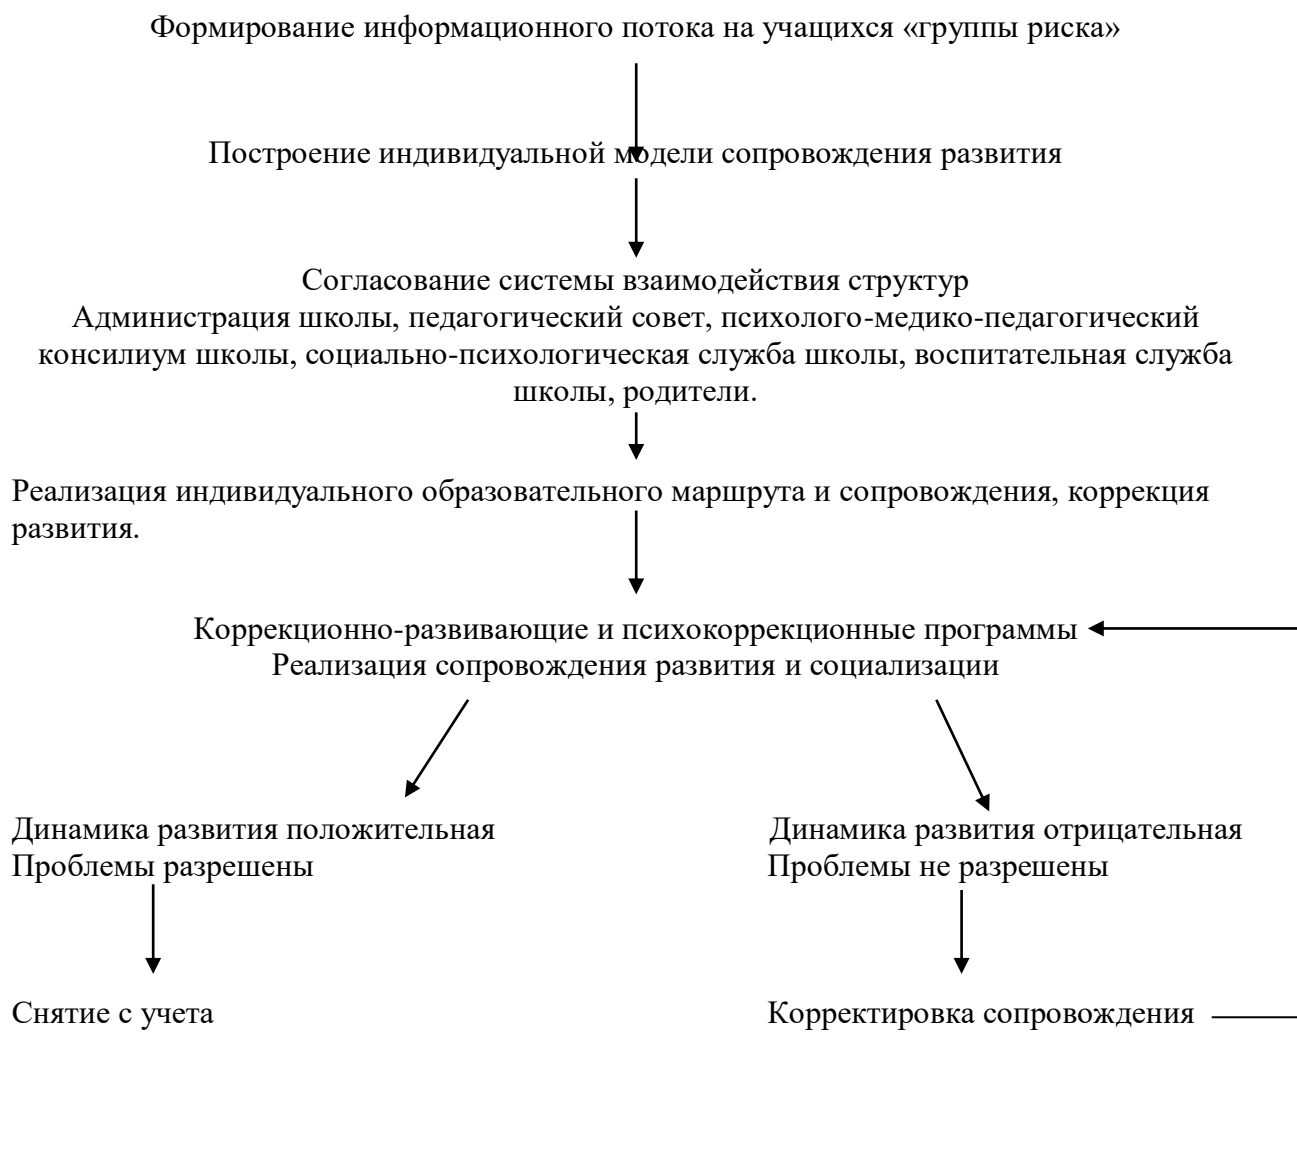 Формирование информационного потока на учащихся «группы риска»
Построение индивидуальной модели сопровождения развития
Согласование системы взаимодействия структур
Администрация школы, педагогический совет, психолого-медико-педагогический
консилиум школы, социально-психологическая служба школы, воспитательная служба
школы, родители.
Реализация индивидуального образовательного маршрута и сопровождения, коррекция
развития.
Коррекционно-развивающие и психокоррекционные программы
Реализация сопровождения развития и социализации
Динамика развития положительная
Проблемы разрешены
Динамика развития отрицательная
Проблемы не разрешены
Снятие с учета
Корректировка сопровождения